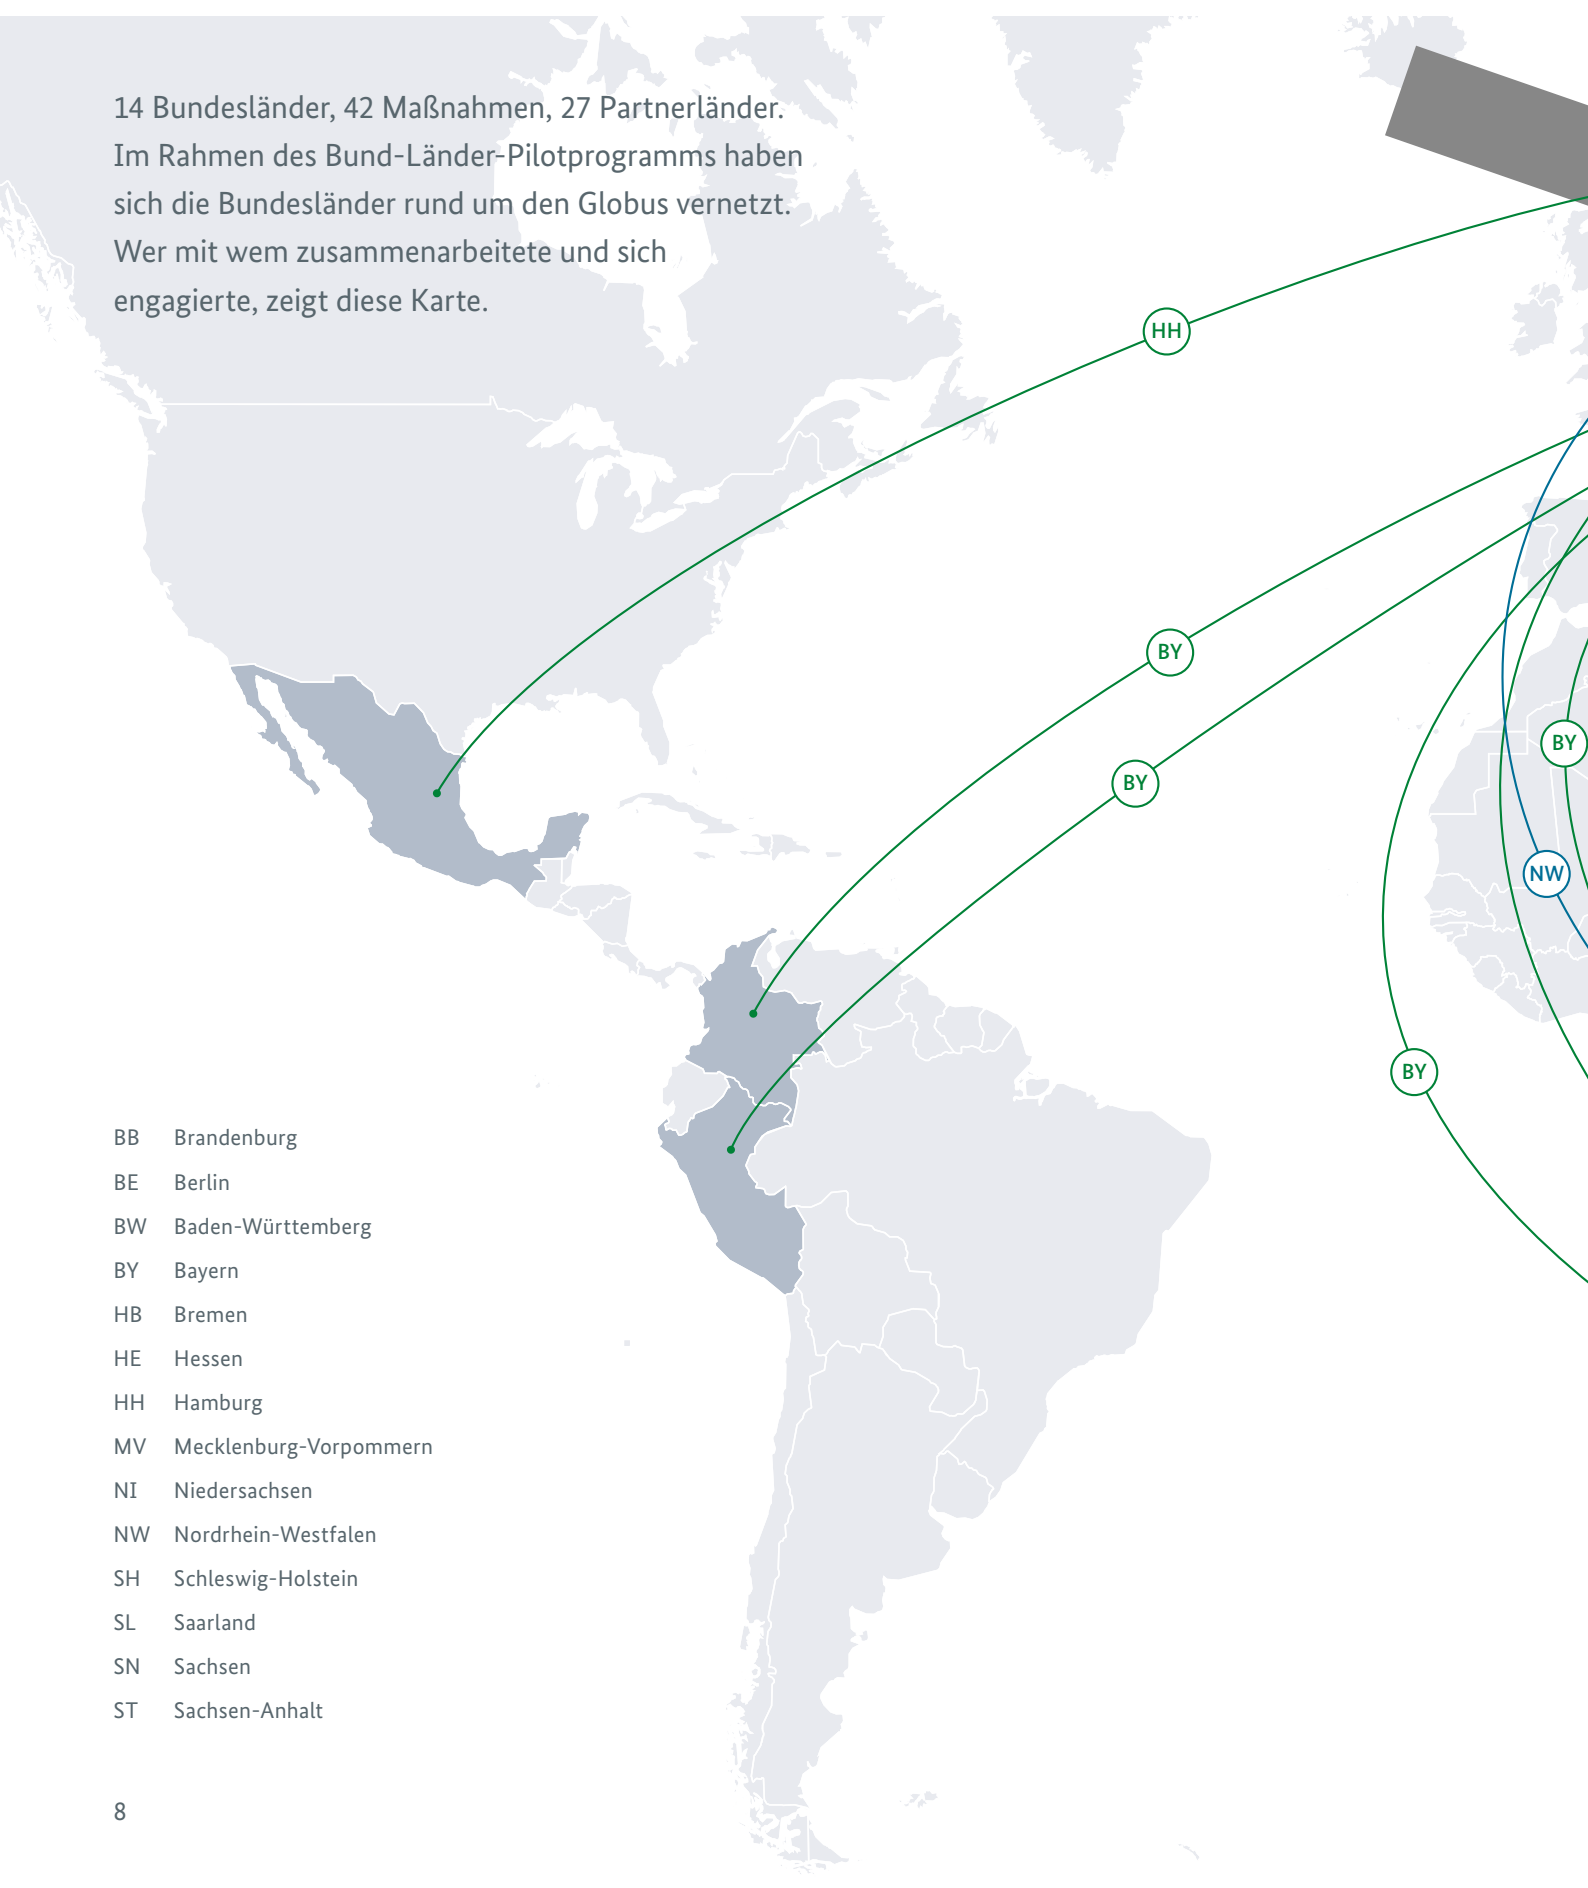 14 Bundesländer, 42 Maßnahmen, 27 Partnerländer.
Im Rahmen des Bund-Länder-Pilotprogramms haben
sich die Bundesländer rund um den Globus vernetzt.
Wer mit wem zusammenarbeitete und sich
engagierte, zeigt diese Karte.
HH
BY
BY
BY
NW
BY
BB Brandenburg
BE Berlin
BW Baden-Württemberg
BY Bayern
HB Bremen
HE Hessen
HH Hamburg
MV Mecklenburg-Vorpommern
NI Niedersachsen
NW Nordrhein-Westfalen
SH Schleswig-Holstein
SL Saarland
SN Sachsen
ST Sachsen-Anhalt
8